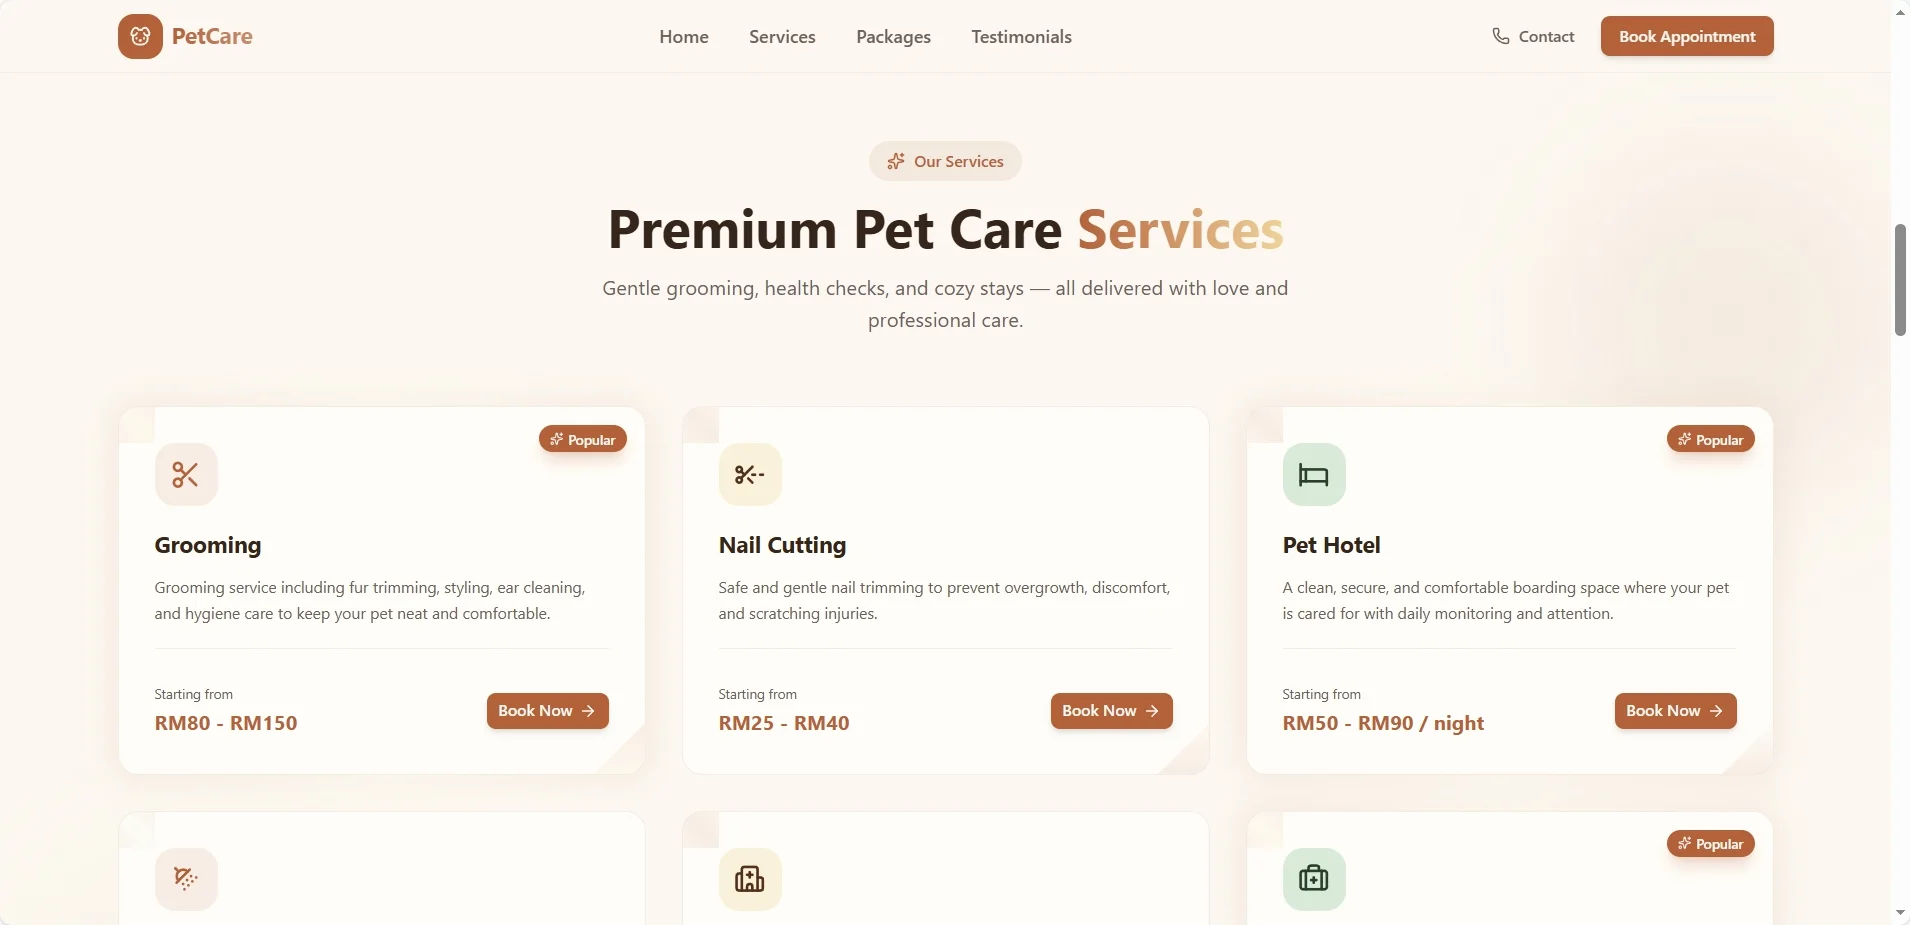 PetCare
Home
Services
Packages
Testimonials
Contact
Book Appointment
Our Services
Premium Pet Care Services
Gentle grooming, health checks, and cozy stays — all delivered with love and
professional care.
Popular
Grooming
Grooming service including fur trimming, styling, ear cleaning,
and hygiene care to keep your pet neat and comfortable.
Starting from
RM80 - RM150
Book Now
Nail Cutting
Safe and gentle nail trimming to prevent overgrowth, discomfort,
and scratching injuries.
Starting from
RM25 - RM40
Book Now
Popular
Pet Hotel
A clean, secure, and comfortable boarding space where your pet
is cared for with daily monitoring and attention.
Starting from
RM50 - RM90 / night
Book Now
Popular